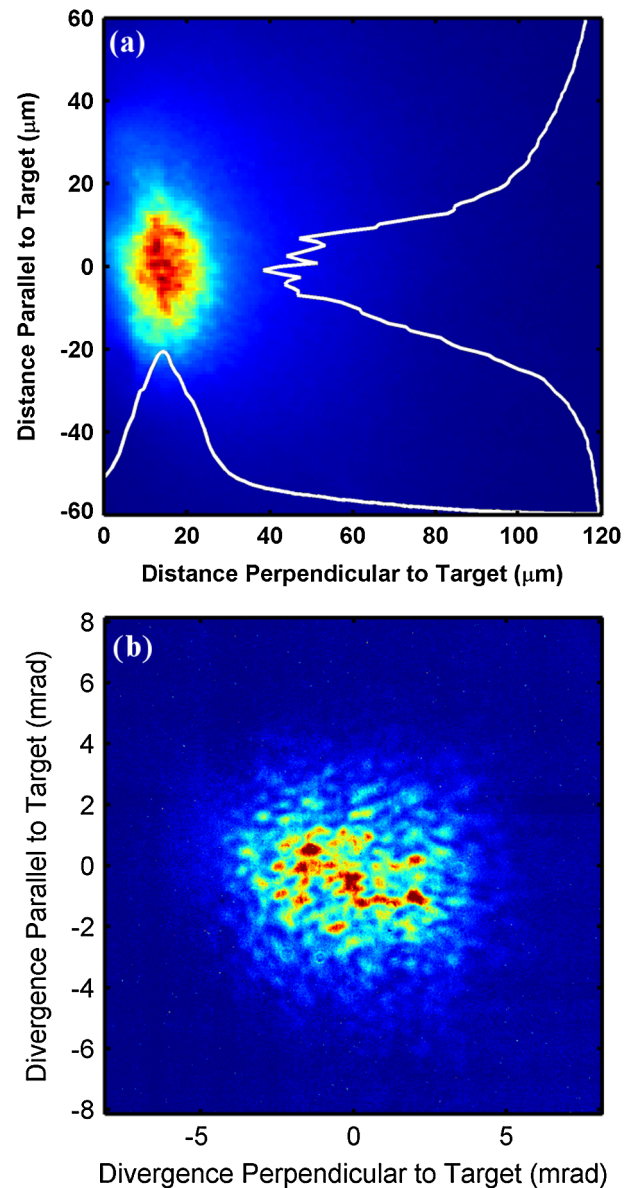 (a)
60
40
20
0
-20
-40
-60
Distance Parallel to Target (μm)
0 20 40 60 80 100 120
Distance Perpendicular to Target (μm)
(b)
8
6
4
2
0
-2
-4
-6
-8
Divergence Parallel to Target (mrad)
-5 0 5
Divergence Perpendicular to Target (mrad)